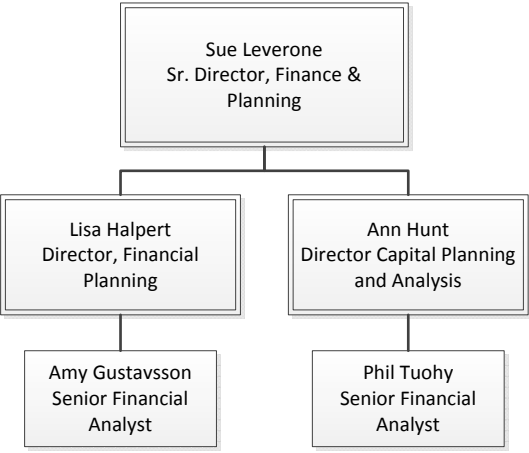 Sue Leverone
Sr. Director, Finance &
Planning
Lisa Halpert
Director, Financial
Planning
Ann Hunt
Director Capital Planning
and Analysis
Amy Gustavsson
Senior Financial
Analyst
Phil Tuohy
Senior Financial
Analyst